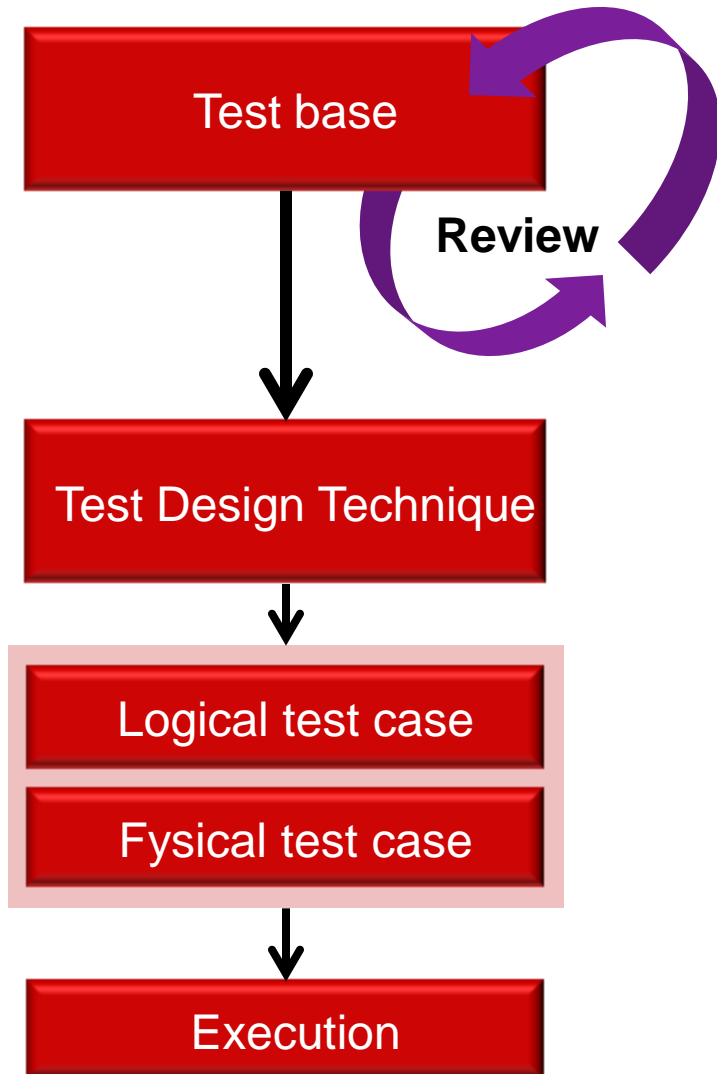 Test base
Review
Test Design Technique
Logical test case
Fysical test case
Execution